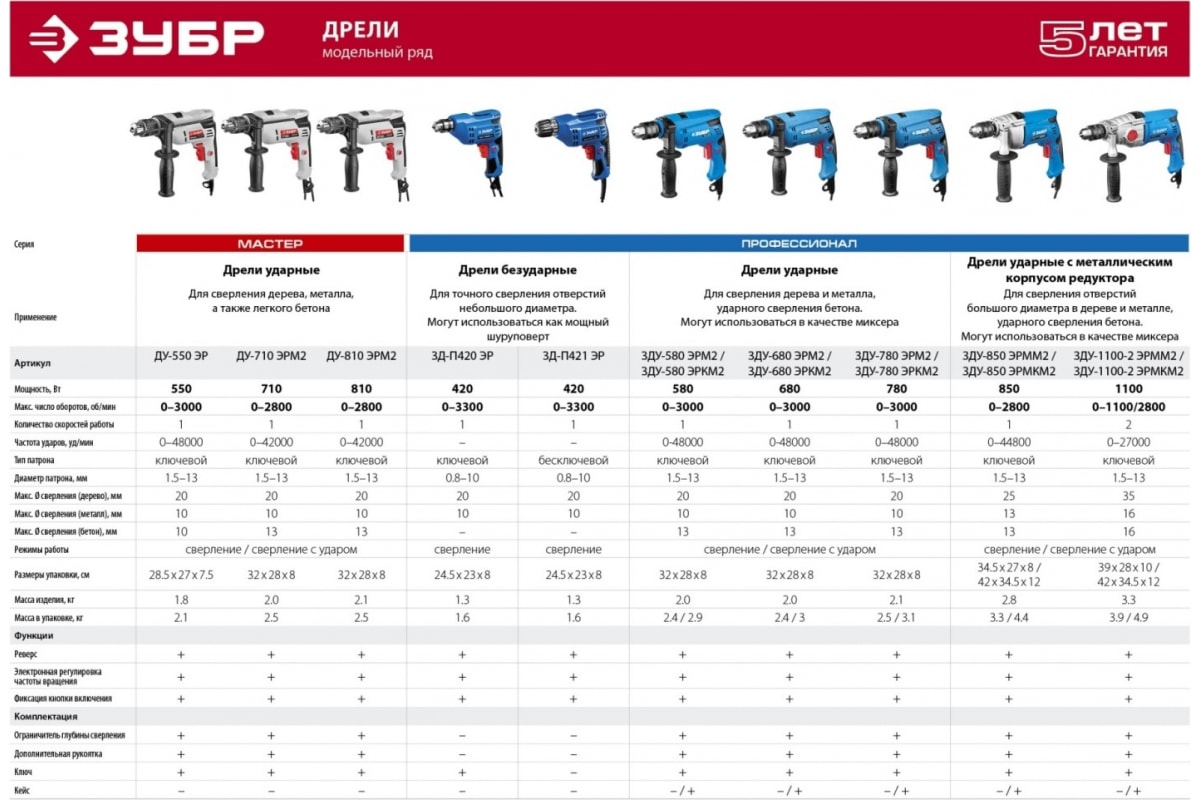 ЗУБР
ДРЕЛИ
модельный ряд
5 ЛЕТ
ГАРАНТИЯ
Серия МАСТЕР ПРОФЕССИОНАЛ
Дрели ударные Дрели безударные Дрели ударные Дрели ударные с металлическим
корпусом редуктора
Применение
Для сверления дерева, металла,
а также легкого бетона
Для точного сверления отверстий
небольшого диаметра.
Могут использоваться как мощный
шуруповерт
Для сверления дерева и металла,
ударного сверления бетона.
Могут использоваться в качестве миксера
Для сверления отверстий
большого диаметра в дереве и металле,
ударного сверления бетона.
Могут использоваться в качестве миксера
Артикул ДУ-550 ЭР ДУ-710 ЭРМ2 ДУ-810 ЭРМ2 ЗД-П420 ЭР ЗД-П421 ЭР ЗДУ-580 ЭРМ2 / ЗДУ-680 ЭРМ2 / ЗДУ-780 ЭРМ2 / ЗДУ-850 ЭРММ2 / ЗДУ-1100-2 ЭРММ2 /
ЗДУ-580 ЭРКМ2 ЗДУ-680 ЭРКМ2 ЗДУ-780 ЭРКМ2 ЗДУ-850 ЭРМКМ2 ЗДУ-1100-2 ЭРМКМ2
Мощность, Вт 550 710 810 420 420 580 680 780 850 1100
Макс. число оборотов, об/мин 0–3000 0–2800 0–2800 0–3300 0–3300 0–3000 0–3000 0–3000 0–2800 0–1100/2800
Количество скоростей работы 1 1 1 1 1 1 1 1 1 2
Частота ударов, уд/мин 0–48000 0–42000 0–42000 – – 0-48000 0–48000 0–48000 0–44800 0–27000
Тип патрона ключевой ключевой ключевой ключевой бесключевой ключевой ключевой ключевой ключевой ключевой
Диаметр патрона, мм 1.5–13 1.5–13 1.5–13 0.8–10 0.8–10 1.5–13 1.5–13 1.5–13 1.5–13 1.5–13
Макс. Ø сверления (дерево), мм 20 20 20 20 20 20 20 20 25 35
Макс. Ø сверления (металл), мм 10 10 10 10 10 10 10 10 13 16
Макс. Ø сверления (бетон), мм 10 13 13 – – 13 13 13 13 16
Режимы работы сверление / сверление с ударом сверление сверление сверление / сверление с ударом сверление / сверление с ударом
Размеры упаковки, см 28.5 x 27 x 7.5 32 x 28 x 8 32 x 28 x 8 24.5 x 23 x 8 24.5 x 23 x 8 32 x 28 x 8 32 x 28 x 8 32 x 28 x 8 34.5 x 27 x 8 / 39 x 28 x 10 /
42 x 34.5 x 12 42 x 34.5 x 12
Масса изделия, кг 1.8 2.0 2.1 1.3 1.3 2.0 2.0 2.1 2.8 3.3
Масса в упаковке, кг 2.1 2.5 2.5 1.6 1.6 2.4 / 2.9 2.4 / 3 2.5 / 3.1 3.3 / 4.4 3.9 / 4.9
Функции
Реверс + + + + + + + + + +
Электронная регулировка
частоты вращения + + + + + + + + + +
Фиксация кнопки включения + + + + + + + + + +
Комплектация
Ограничитель глубины сверления + + + – – + + + + +
Дополнительная рукоятка + + + – – + + + + +
Ключ + + + + – + + + + +
Кейс – – – – – – / + – / + – / + – / + – / +